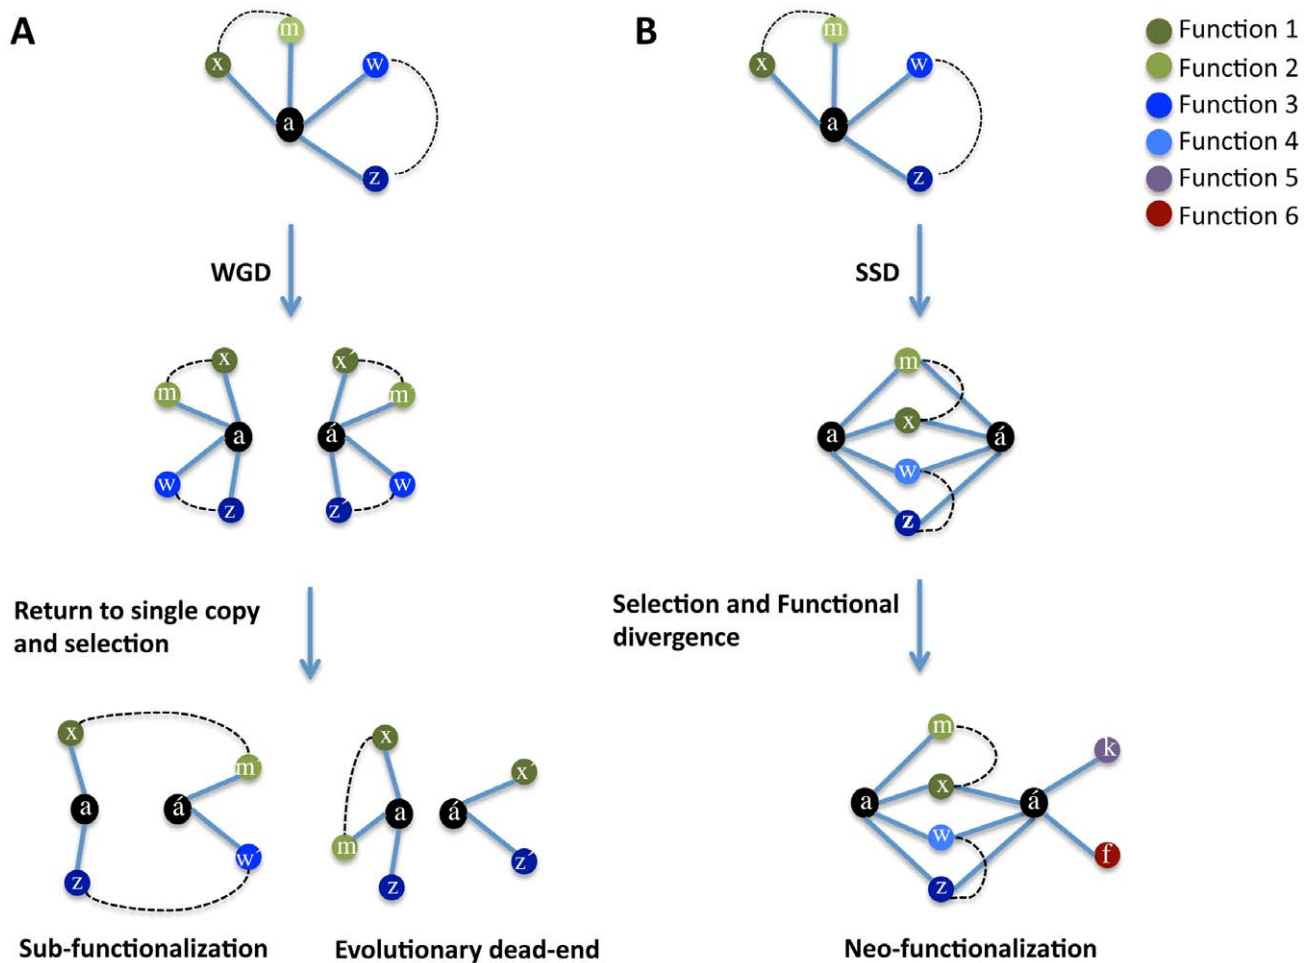 A
B
m
x
w
a
z
m
x
w
a
z
Function 1
Function 2
Function 3
Function 4
Function 5
Function 6
WGD
SSD
x
m
a
w
z
x´
m´
á
w
z´
m
x
a
á
w
z
Return to single copy
and selection
Selection and Functional
divergence
x
a
z
m´
á
w´
x
a
m
z
x´
á
z´
m
x
a
á
w
z
k
f
Sub-functionalization
Evolutionary dead-end
Neo-functionalization